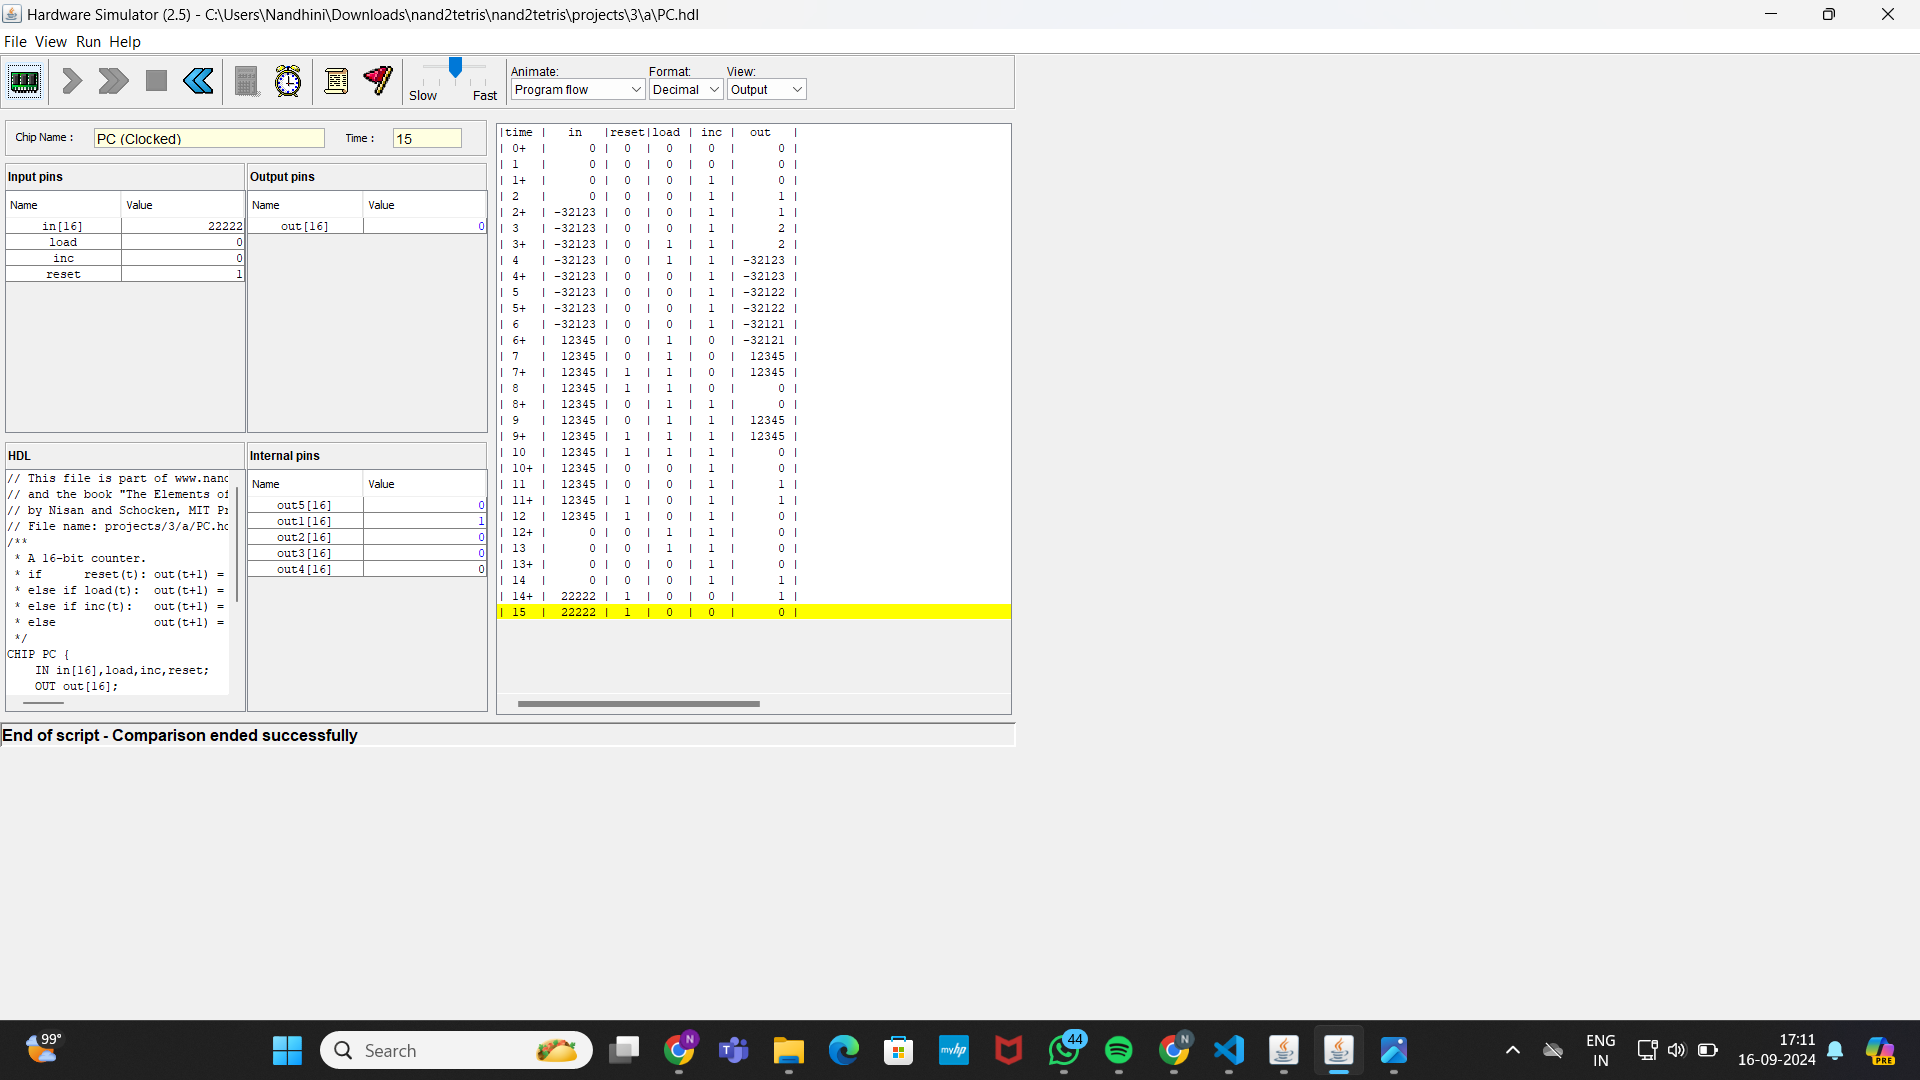 Hardware Simulator (2.5) - C:\Users\Nandhini\Downloads\nand2tetris\nand2tetris\projects\3\a\PC.hdl
File View Run Help
Slow Fast
Animate: Format: View:
Program flow Decimal Output
Chip Name : PC (Clocked) Time : 15
Input pins
Name Value
in[16] 22222
load 0
inc 0
reset 1
Output pins
Name Value
out[16] 0
HDL
// This file is part of www.nanc
// and the book "The Elements of
// by Nisan and Schocken, MIT Pr
// File name: projects/3/a/PC.hd
/**
* A 16-bit counter.
* if reset(t): out(t+1) =
* else if load(t): out(t+1) =
* else if inc(t): out(t+1) =
* else out(t+1) =
*/
CHIP PC {
IN in[16],load,inc,reset;
OUT out[16];
Internal pins
Name Value
out5[16] 0
out1[16] 1
out2[16] 0
out3[16] 0
out4[16] 0
|time | in |reset|load | inc | out |
| 0+ | 0 | 0 | 0 | 0 | 0 |
| 1 | 0 | 0 | 0 | 0 | 0 |
| 1+ | 0 | 0 | 0 | 1 | 0 |
| 2 | 0 | 0 | 0 | 1 | 1 |
| 2+ | -32123 | 0 | 0 | 1 | 1 |
| 3 | -32123 | 0 | 0 | 1 | 2 |
| 3+ | -32123 | 0 | 1 | 1 | 2 |
| 4 | -32123 | 0 | 1 | 1 | -32123 |
| 4+ | -32123 | 0 | 0 | 1 | -32123 |
| 5 | -32123 | 0 | 0 | 1 | -32122 |
| 5+ | -32123 | 0 | 0 | 1 | -32122 |
| 6 | -32123 | 0 | 0 | 1 | -32121 |
| 6+ | 12345 | 0 | 1 | 0 | -32121 |
| 7 | 12345 | 0 | 1 | 0 | 12345 |
| 7+ | 12345 | 1 | 1 | 0 | 12345 |
| 8 | 12345 | 1 | 1 | 0 | 0 |
| 8+ | 12345 | 0 | 1 | 1 | 0 |
| 9 | 12345 | 0 | 1 | 1 | 12345 |
| 9+ | 12345 | 1 | 1 | 1 | 12345 |
| 10 | 12345 | 1 | 1 | 1 | 0 |
| 10+ | 12345 | 0 | 0 | 1 | 0 |
| 11 | 12345 | 0 | 0 | 1 | 1 |
| 11+ | 12345 | 1 | 0 | 1 | 1 |
| 12 | 12345 | 1 | 0 | 1 | 0 |
| 12+ | 0 | 0 | 1 | 1 | 0 |
| 13 | 0 | 0 | 1 | 1 | 0 |
| 13+ | 0 | 0 | 0 | 1 | 0 |
| 14 | 0 | 0 | 0 | 1 | 1 |
| 14+ | 22222 | 1 | 0 | 0 | 1 |
| 15 | 22222 | 1 | 0 | 0 | 0 |
End of script - Comparison ended successfully
99°
Search
N
myhp
44
N
ENG
IN
17:11
16-09-2024
PRE